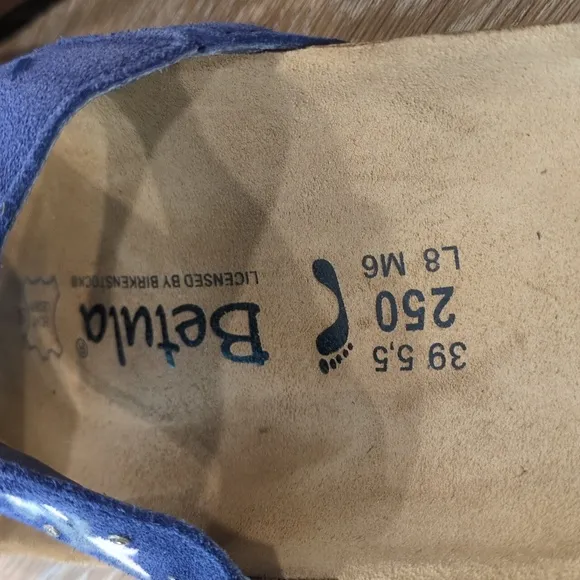 Betula®
LICENSED BY BIRKENSTOCK®
39 5,5
250
L8 M6